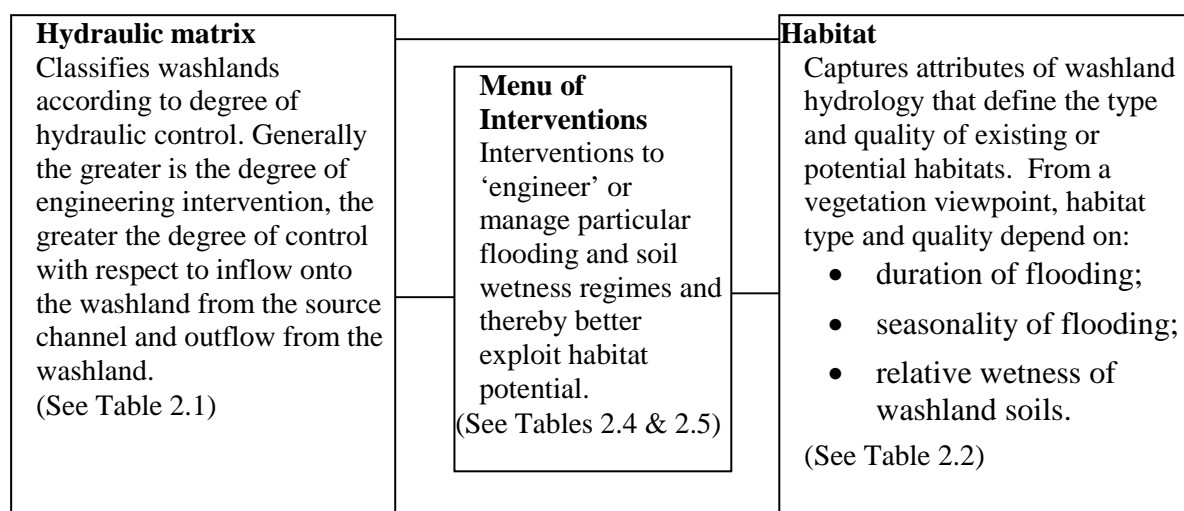 Hydraulic matrix
Classifies washlands
according to degree of
hydraulic control. Generally
the greater is the degree of
engineering intervention, the
greater the degree of control
with respect to inflow onto
the washland from the source
channel and outflow from the
washland.
(See Table 2.1)
Menu of
Interventions
Interventions to
‘engineer’ or
manage particular
flooding and soil
wetness regimes and
thereby better
exploit habitat
potential.
(See Tables 2.4 & 2.5)
Habitat
Captures attributes of washland
hydrology that define the type
and quality of existing or
potential habitats.  From a
vegetation viewpoint, habitat
type and quality depend on:
• duration of flooding;
• seasonality of flooding;
• relative wetness of
washland soils.
(See Table 2.2)